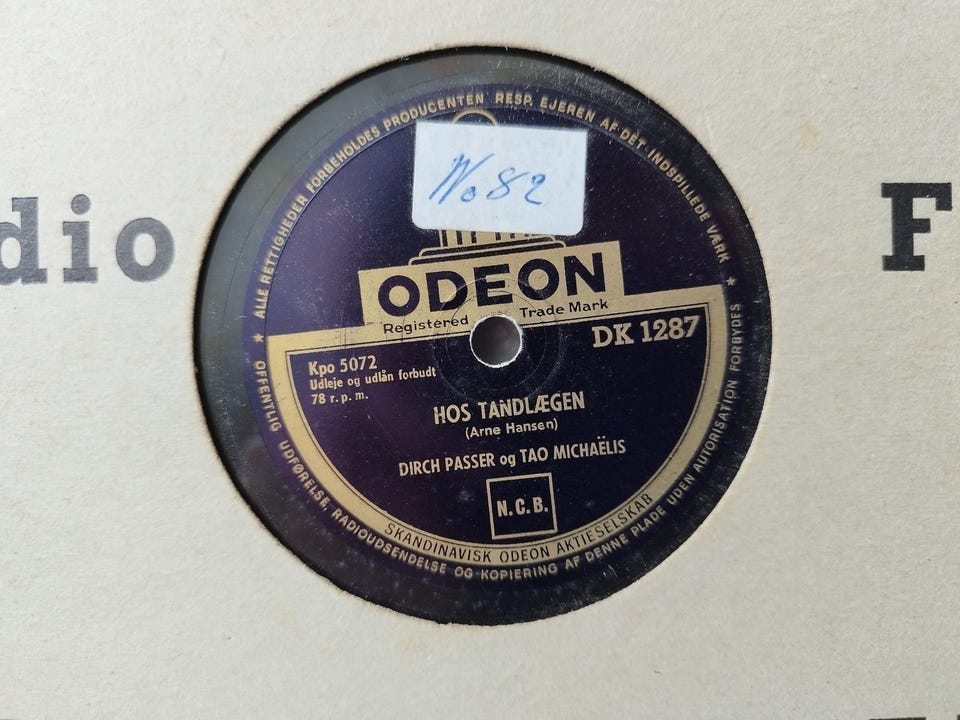 dio
F
★ ALLE RETTIGHEDER FORBEHOLDES PRODUCENTEN RESP. EJEREN AF DET INDSPILLEDE VÆRK ★
No 82
ODEON
Registered Trade Mark
DK 1287
Kpo 5072
Udleje og udlån forbudt
78 r.p.m.
HOS TANDLÆGEN
(Arne Hansen)
DIRCH PASSER og TAO MICHAËLIS
N.C.B.
SKANDINAVISK ODEON AKTIESELSKAB
OFFENTLIG UDFØRELSE, RADIOUDSENDELSE OG KOPIERING AF DENNE PLADE UDEN AUTORISATION FORBYDES